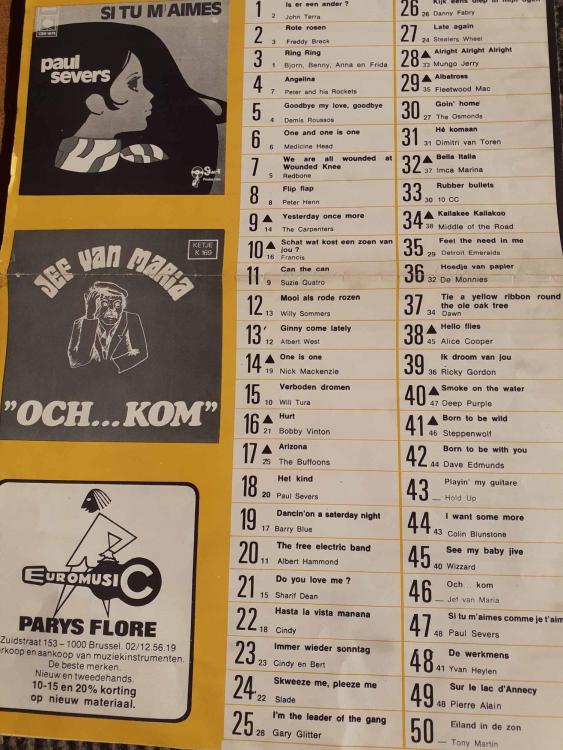 SI TU M'AIMES
paul
severs
Jef van Maria
KETJE
K 169
"OCH...KOM"
EUROMUSIC
PARYS FLORE
Zuidstraat 153 – 1000 Brussel. 02/12.56.19
rkoop en aankoop van muziekinstrumenten.
De beste merken.
Nieuw en tweedehands.
10-15 en 20% korting
op nieuw materiaal.
1 Is er een ander ?
2 John Terra
2 Rote rosen
3 Freddy Breck
3 Ring Ring
1 Bjorn, Benny, Anna en Frida
4 Angelina
7 Peter and his Rockets
5 Goodbye my love, goodbye
4 Demis Roussos
6 One and one is one
6 Medicine Head
7 We are all wounded at
Wounded Knee
5 Redbone
8 Flip flap
8 Peter Henn
9 ▲ Yesterday once more
14 The Carpenters
10 ▲ Schat wat kost een zoen van
jou ?
16 Francis
11 Can the can
9 Suzie Quatro
12 Mooi als rode rozen
13 Willy Sommers
13 Ginny come lately
12 Albert West
14 ▲ One is one
19 Nick Mackenzie
15 Verboden dromen
10 Will Tura
16 ▲ Hurt
21 Bobby Vinton
17 ▲ Arizona
25 The Buffoons
18 Het kind
20 Paul Severs
19 Dancin'on a saterday night
17 Barry Blue
20 The free electric band
11 Albert Hammond
21 Do you love me ?
15 Sharif Dean
22 Hasta la vista manana
18 Cindy
23 Immer wieder sonntag
23 Cindy en Bert
24 Skweeze me, pleeze me
22 Slade
25 I'm the leader of the gang
28 Gary Glitter
26 Kijk eens diep in mijn ogen
26 Danny Fabry
27 Late again
24 Stealers Wheel
28 ▲ Alright Alright Alright
33 Mungo Jerry
29 ▲ Albatross
35 Fleetwood Mac
30 Goin' home
27 The Osmonds
31 Hé komaan
31 Dimitri van Toren
32 ▲ Bella Italia
37 Imca Marina
33 Rubber bullets
30 10 CC
34 ▲ Kallakee Kallakoo
38 Middle of the Road
35 Feel the need in me
29 Detroit Emeralds
36 Hoedje van papier
32 De Monnies
37 Tie a yellow ribbon round
the ole oak tree
34 Dawn
38 ▲ Hello flies
45 Alice Cooper
39 Ik droom van jou
36 Ricky Gordon
40 ▲ Smoke on the water
47 Deep Purple
41 ▲ Born to be wild
46 Steppenwolf
42 Born to be with you
44 Dave Edmunds
43 Playin' my guitare
— Hold Up
44 I want some more
43 Colin Blunstone
45 See my baby jive
40 Wizzard
46 Och... kom
— Jef van Maria
47 Si tu m'aimes comme je t'aim
48 Paul Severs
48 De werkmens
41 Yvan Heylen
49 Sur le lac d'Annecy
48 Pierre Alain
50 Eiland in de zon
— Tony Martin